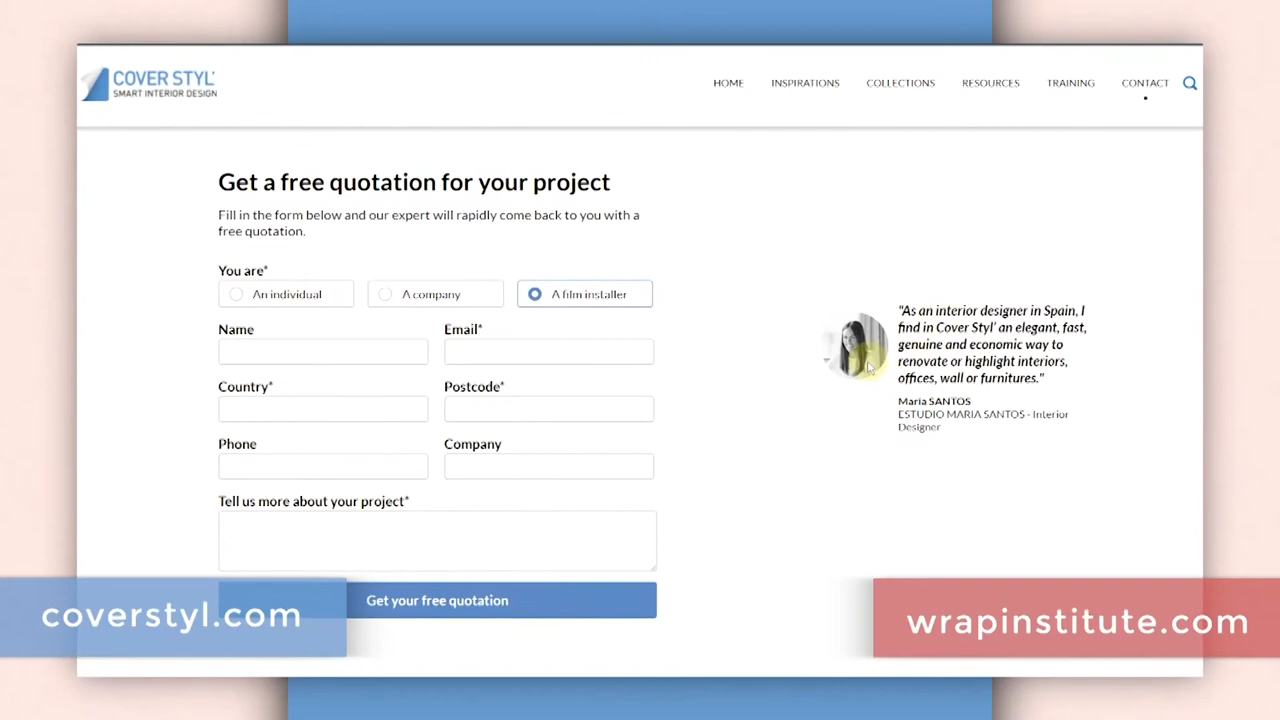 COVER STYL'
SMART INTERIOR DESIGN
HOME INSPIRATIONS COLLECTIONS RESOURCES TRAINING CONTACT
Get a free quotation for your project
Fill in the form below and our expert will rapidly come back to you with a
free quotation.
You are*
An individual A company A film installer
Name Email*
Country* Postcode*
Phone Company
Tell us more about your project*
Get your free quotation
"As an interior designer in Spain, I
find in Cover Styl' an elegant, fast,
genuine and economic way to
renovate or highlight interiors,
offices, wall or furnitures."
Maria SANTOS
ESTUDIO MARIA SANTOS - Interior
Designer
coverstyl.com
wrapinstitute.com